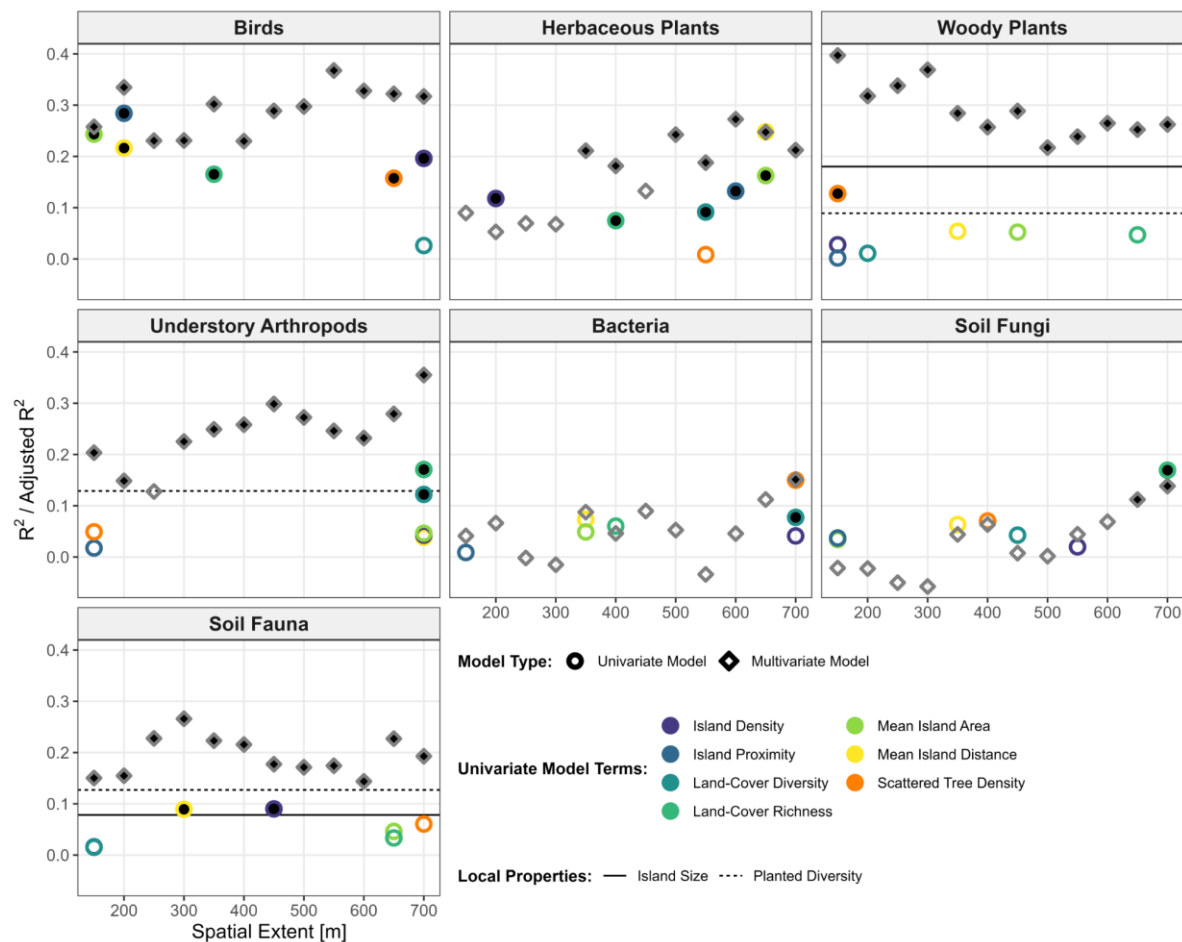 Birds
Herbaceous Plants
Woody Plants
0.4
0.3
0.2
0.1
0.0
Understory Arthropods
Bacteria
Soil Fungi
0.4
0.3
0.2
0.1
0.0
R² / Adjusted R²
200 300 400 500 600 700
200 300 400 500 600 700
Soil Fauna
0.4
0.3
0.2
0.1
0.0
200 300 400 500 600 700
Spatial Extent [m]
Model Type: Univariate Model Multivariate Model
Univariate Model Terms:
Island Density
Island Proximity
Land-Cover Diversity
Land-Cover Richness
Mean Island Area
Mean Island Distance
Scattered Tree Density
Local Properties: Island Size Planted Diversity